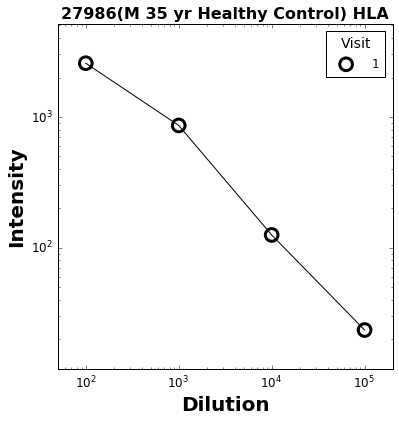 27986(M 35 yr Healthy Control) HLA
Visit
1
10³
10²
Intensity
10² 10³ 10⁴ 10⁵
Dilution